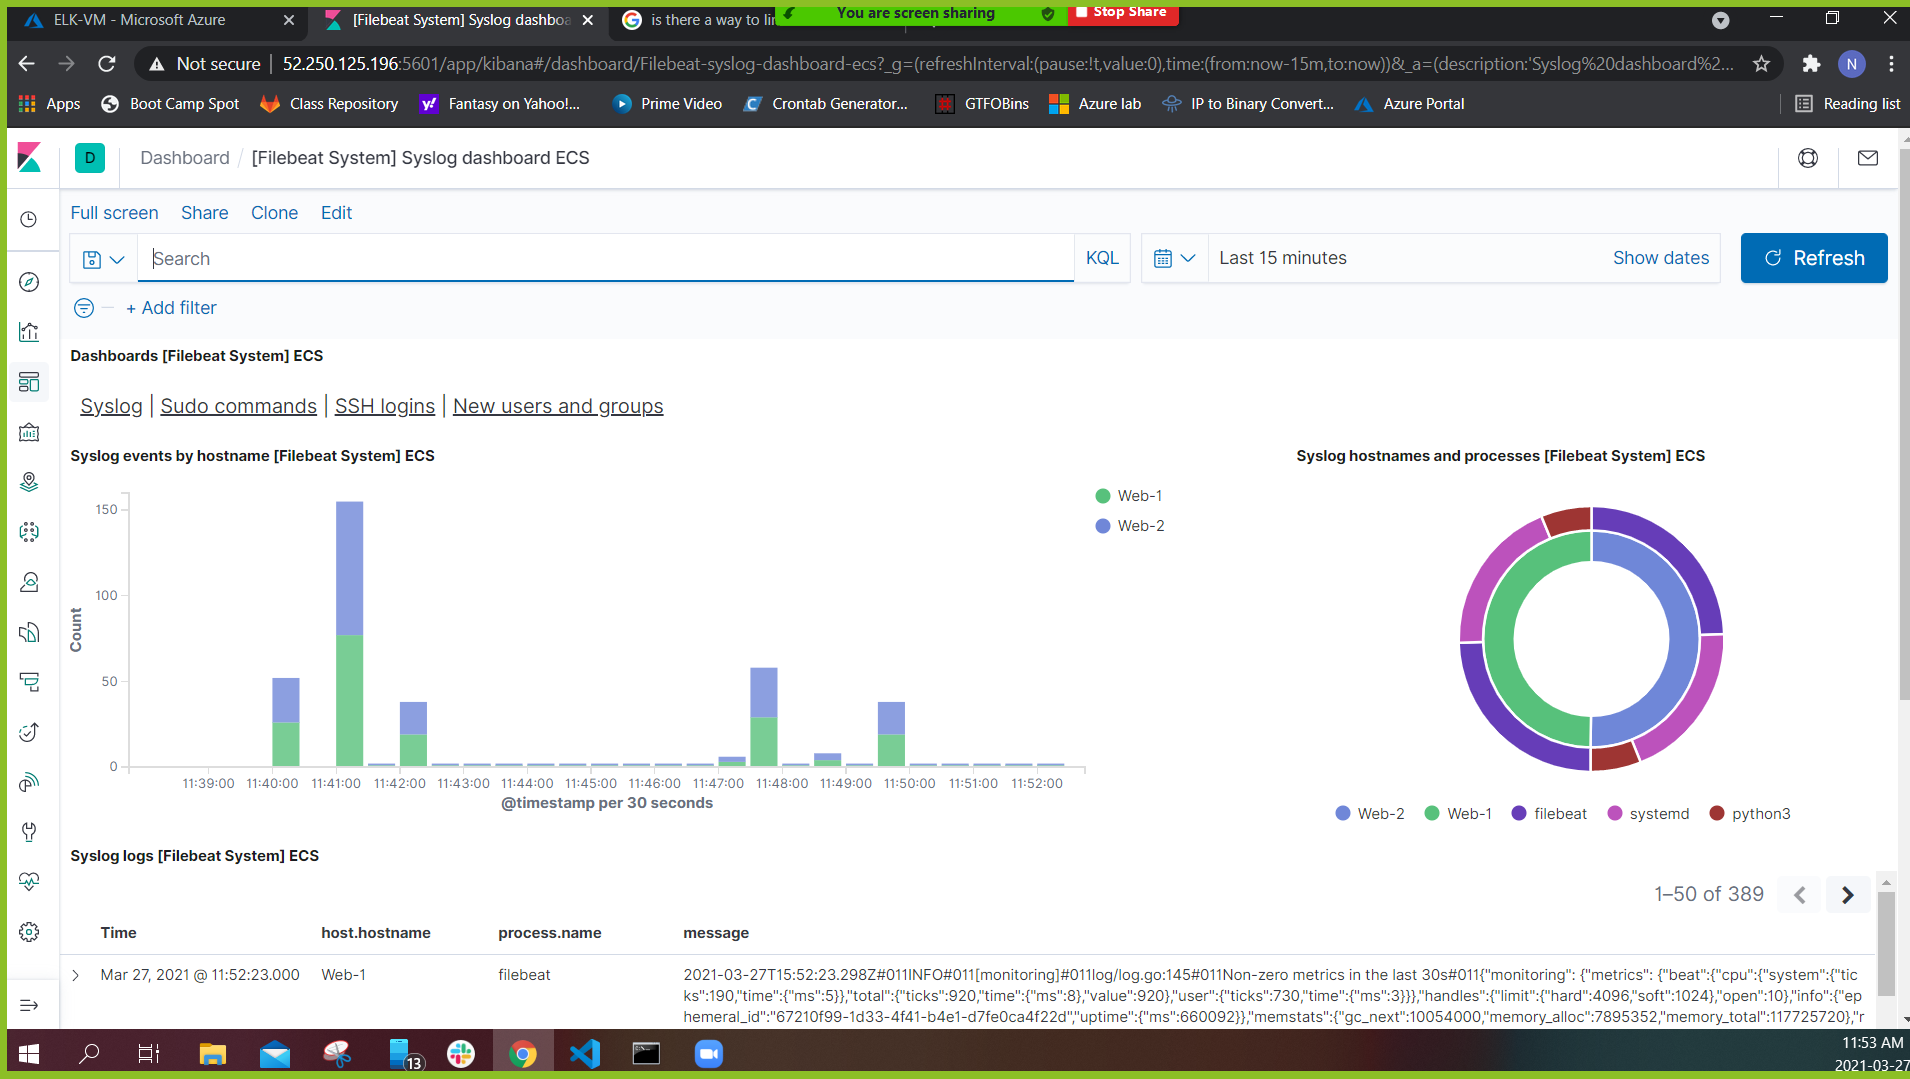 ELK-VM - Microsoft Azure
[Filebeat System] Syslog dashboa
is there a way to li
You are screen sharing
Stop Share
Not secure
52.250.125.196:5601/app/kibana#/dashboard/Filebeat-syslog-dashboard-ecs?_g=(refreshInterval:(pause:!t,value:0),time:(from:now-15m,to:now))&_a=(description:'Syslog%20dashboard%2...
N
Apps
Boot Camp Spot
Class Repository
Fantasy on Yahoo!...
Prime Video
Crontab Generator...
GTFOBins
Azure lab
IP to Binary Convert...
Azure Portal
Reading list
D
Dashboard / [Filebeat System] Syslog dashboard ECS
Full screen
Share
Clone
Edit
Search
KQL
Last 15 minutes
Show dates
Refresh
+ Add filter
Dashboards [Filebeat System] ECS
Syslog | Sudo commands | SSH logins | New users and groups
Syslog events by hostname [Filebeat System] ECS
150
100
50
0
Count
11:39:00 11:40:00 11:41:00 11:42:00 11:43:00 11:44:00 11:45:00 11:46:00 11:47:00 11:48:00 11:49:00 11:50:00 11:51:00 11:52:00
@timestamp per 30 seconds
Web-1
Web-2
Syslog hostnames and processes [Filebeat System] ECS
Web-2 Web-1 filebeat systemd python3
Syslog logs [Filebeat System] ECS
1–50 of 389
Time host.hostname process.name message
Mar 27, 2021 @ 11:52:23.000 Web-1 filebeat
2021-03-27T15:52:23.298Z#011INFO#011[monitoring]#011log/log.go:145#011Non-zero metrics in the last 30s#011{"monitoring": {"metrics": {"beat":{"cpu":{"system":{"tic
ks":190,"time":{"ms":5}},"total":{"ticks":920,"time":{"ms":8},"value":920},"user":{"ticks":730,"time":{"ms":3}}},"handles":{"limit":{"hard":4096,"soft":1024},"open":10},"info":{"ep
hemeral_id":"67210f99-1d33-4f41-b4e1-d7fe0ca4f22d","uptime":{"ms":660092}},"memstats":{"gc_next":10054000,"memory_alloc":7895352,"memory_total":117725720},"r
13
11:53 AM
2021-03-27